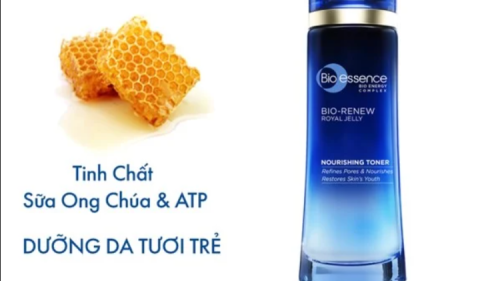 Tinh Chất
Sữa Ong Chúa & ATP
DƯỠNG DA TƯƠI TRẺ
Bio essence
BIO ENERGY
COMPLEX
BIO-RENEW
ROYAL JELLY
NOURISHING TONER
Refines Pores & Nourishes
Restores Skin's Youth